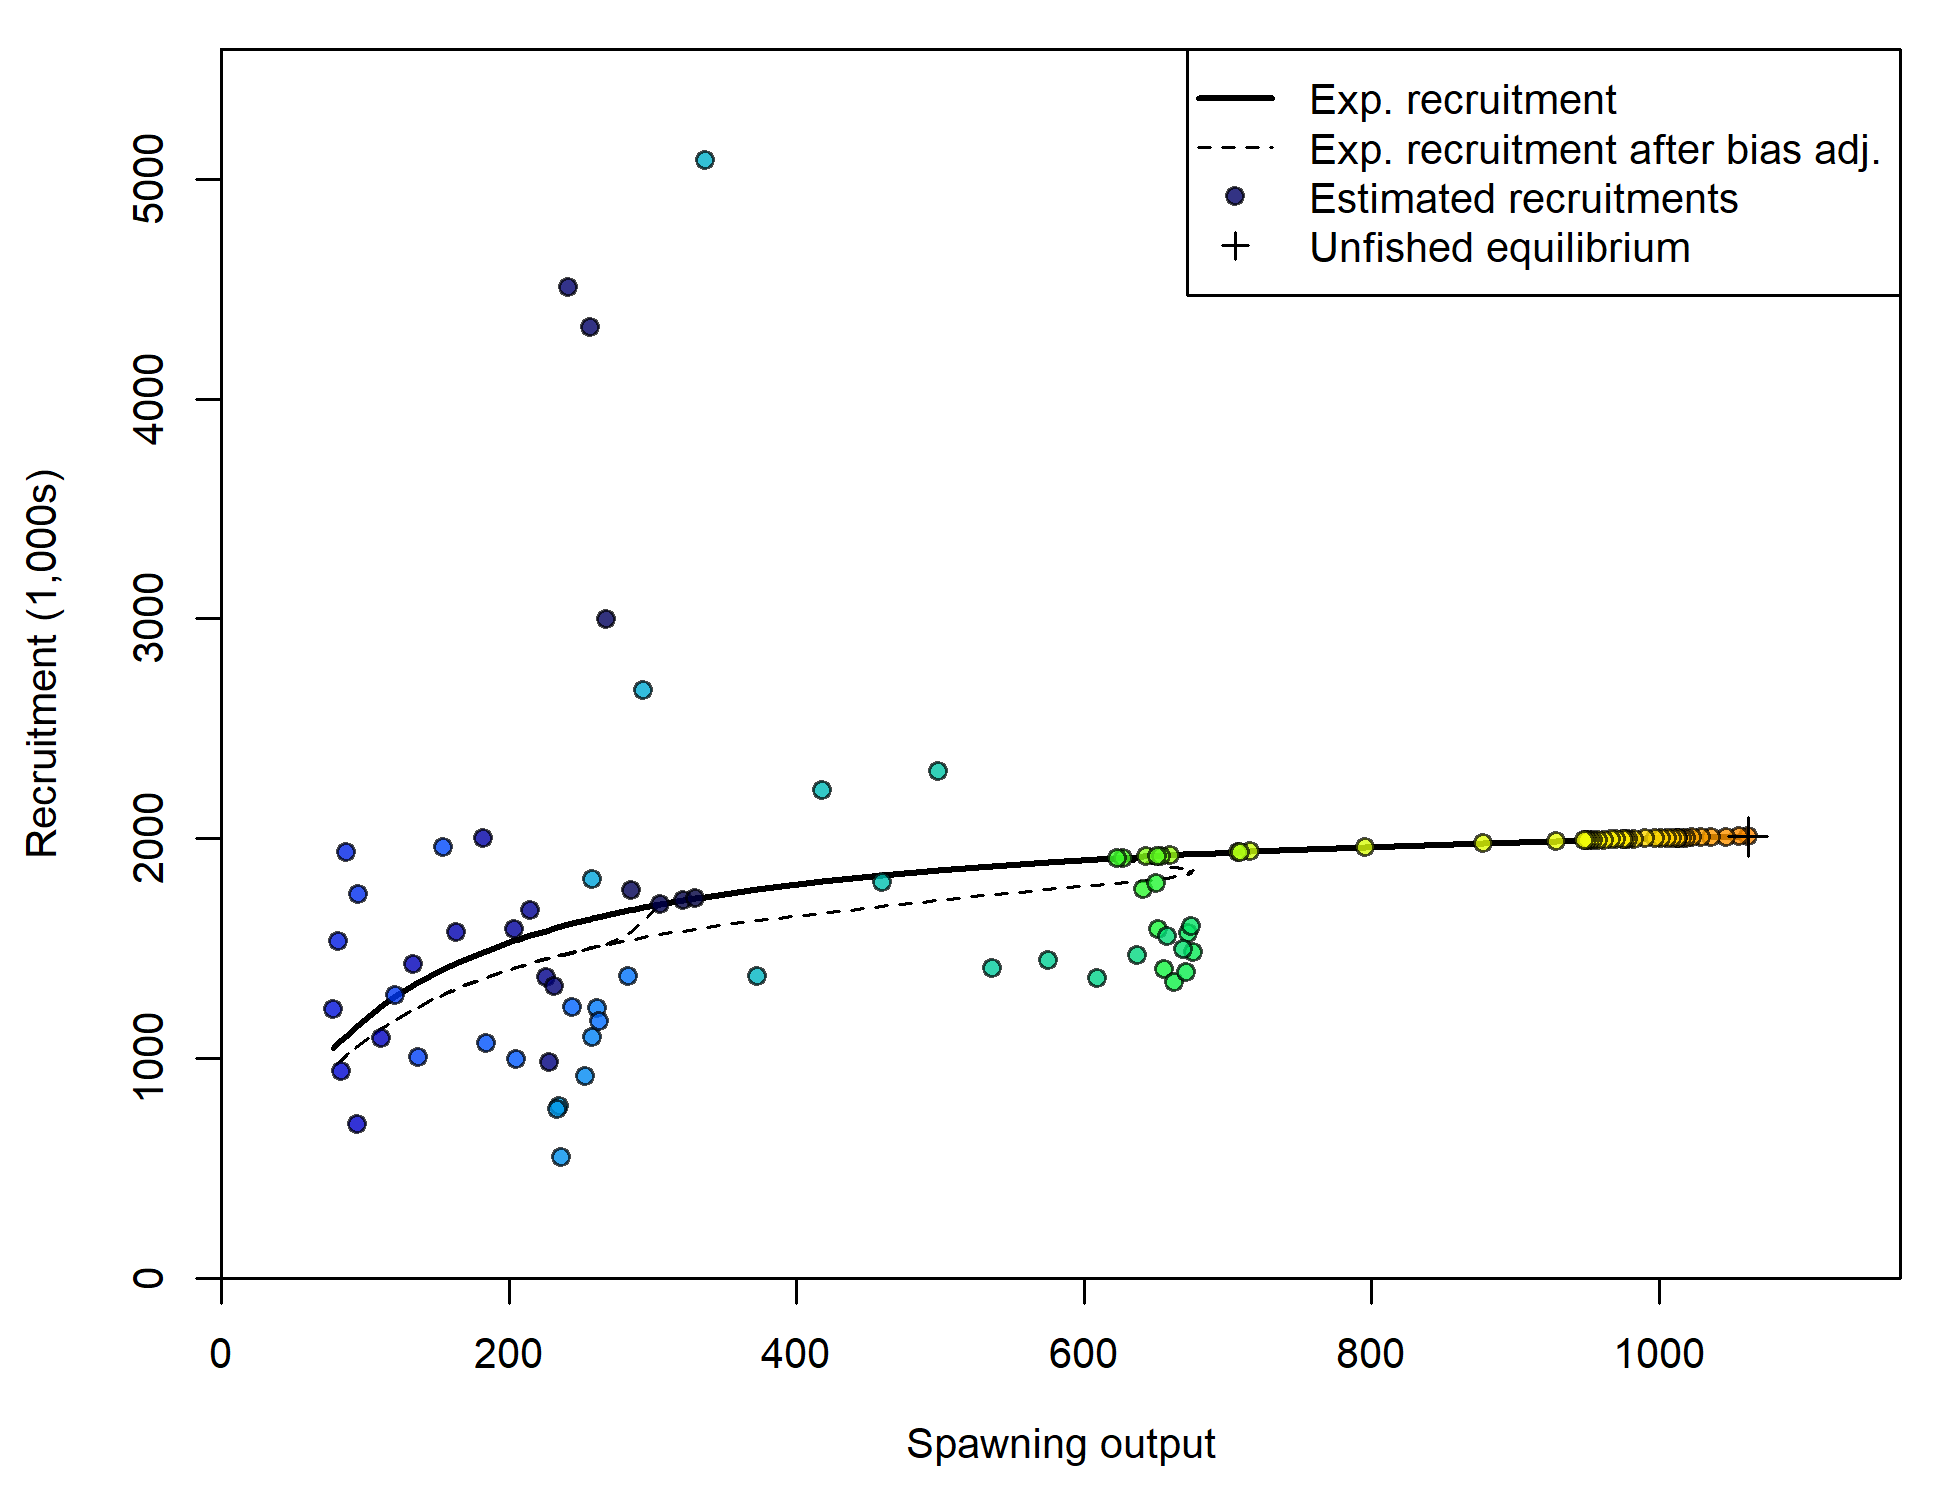 Exp. recruitment
Exp. recruitment after bias adj.
Estimated recruitments
Unfished equilibrium
Recruitment (1,000s)
5000
4000
3000
2000
1000
0
0 200 400 600 800 1000
Spawning output